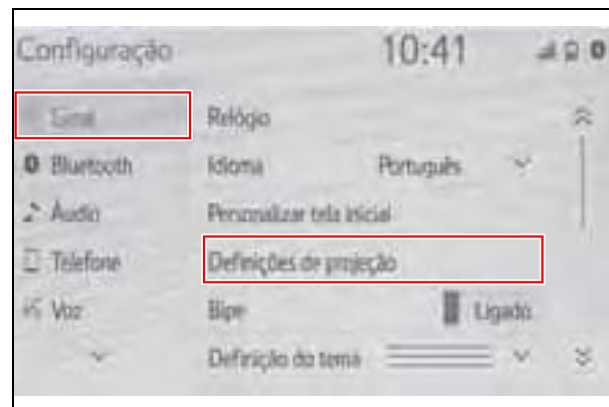 Configuração 10:41
Geral Relógio
Bluetooth Idioma Português
Áudio Personalizar tela inicial
Telefone Definições de projeção
Voz Bipe Ligado
Definição do tema